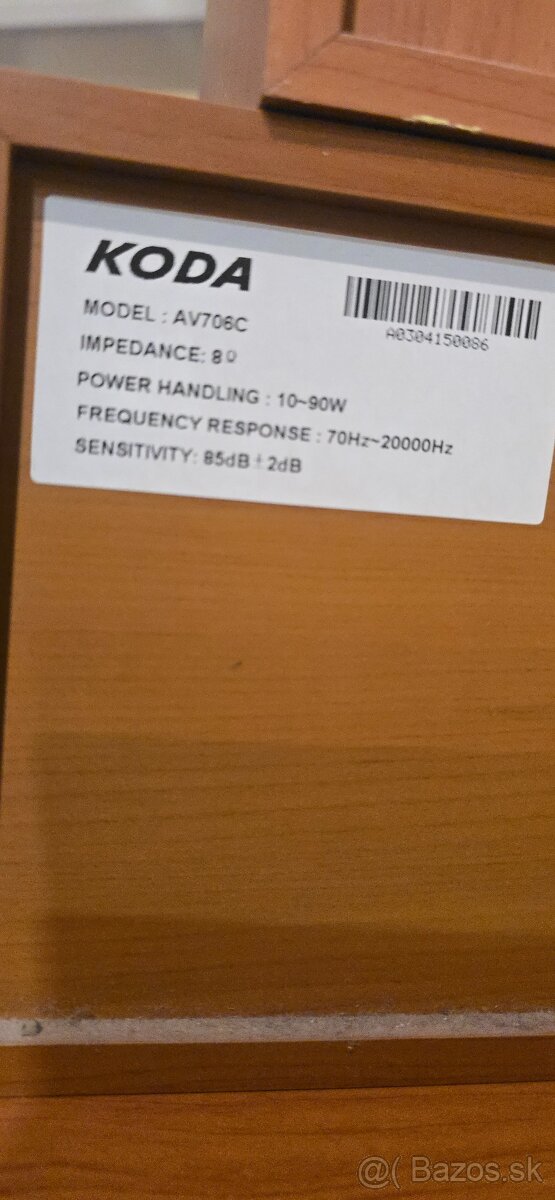 KODA
MODEL : AV706C
IMPEDANCE: 8Ω
POWER HANDLING : 10~90W
FREQUENCY RESPONSE : 70Hz~20000Hz
SENSITIVITY: 85dB ± 2dB
A0304150086
@( Bazos.sk